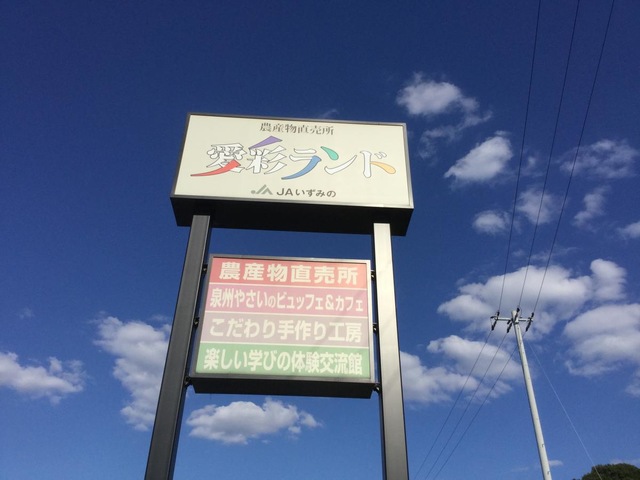 農産物直売所
愛彩ランド
JAいずみの
農産物直売所
泉州やさいのビュッフェ&カフェ
こだわり手作り工房
楽しい学びの体験交流館